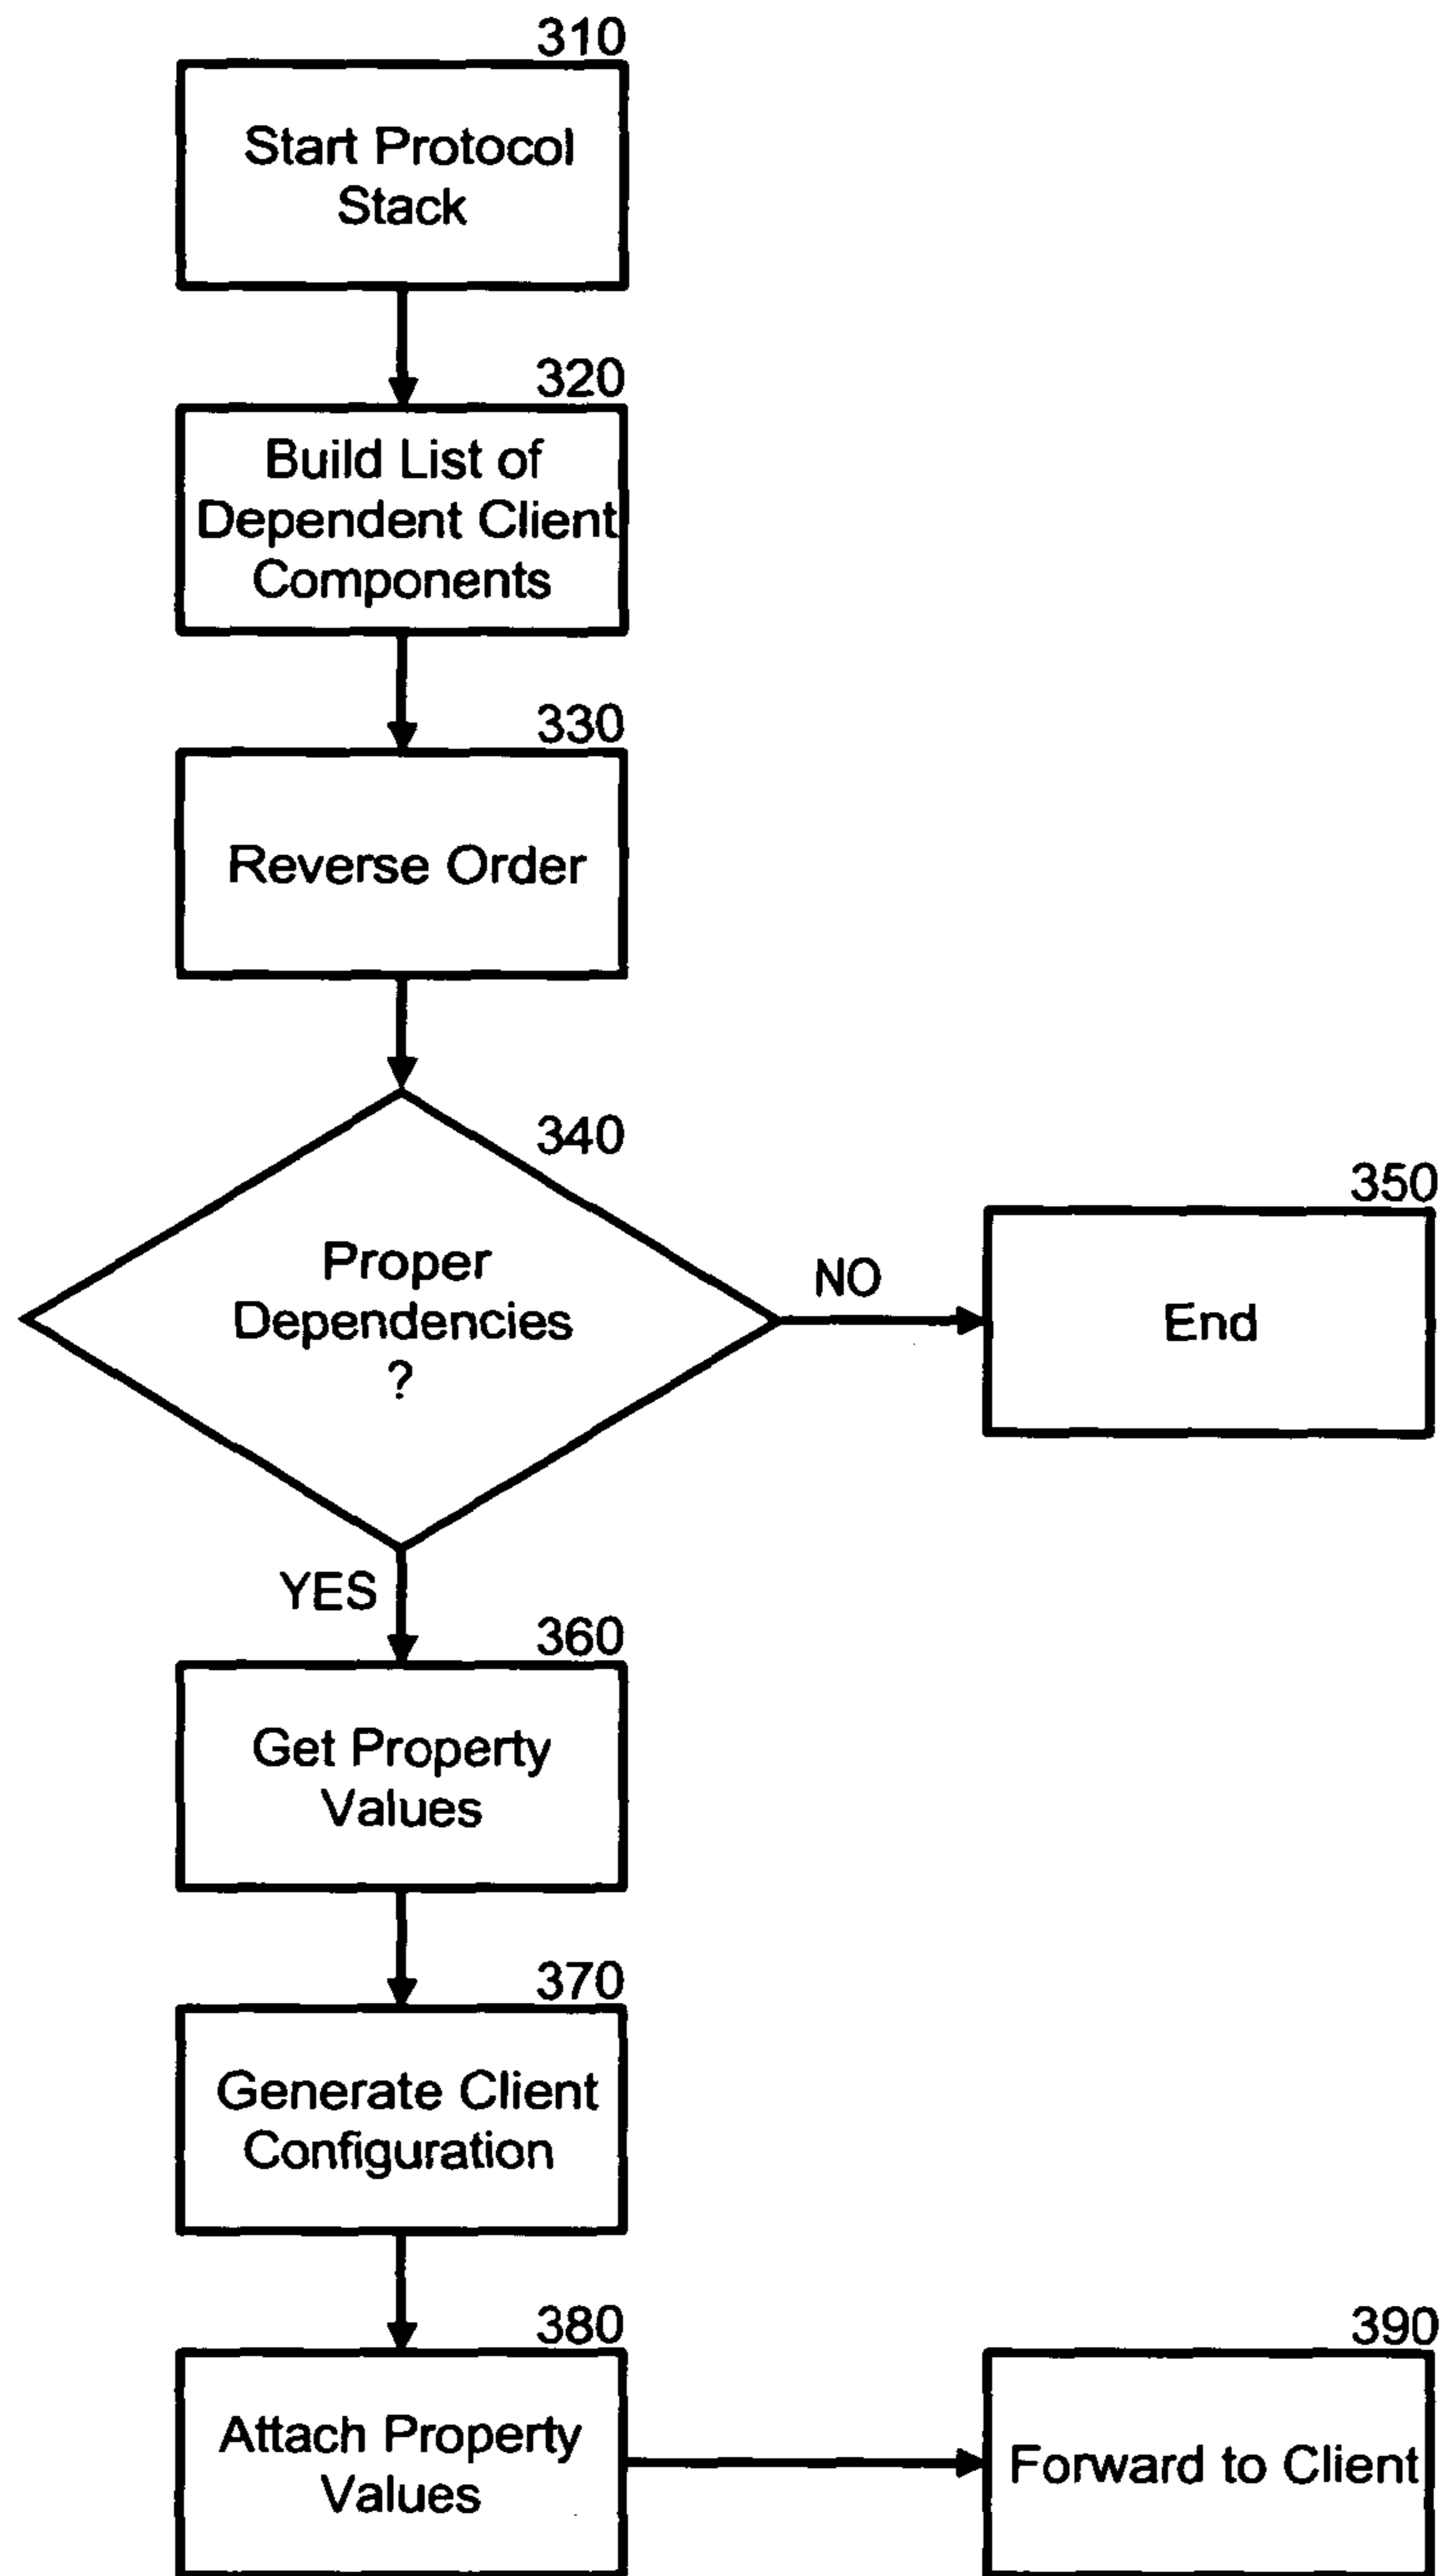 310
Start Protocol
Stack
320
Build List of
Dependent Client
Components
330
Reverse Order
340
Proper
Dependencies
?
NO
350
End
YES
360
Get Property
Values
370
Generate Client
Configuration
380
Attach Property
Values
390
Forward to Client